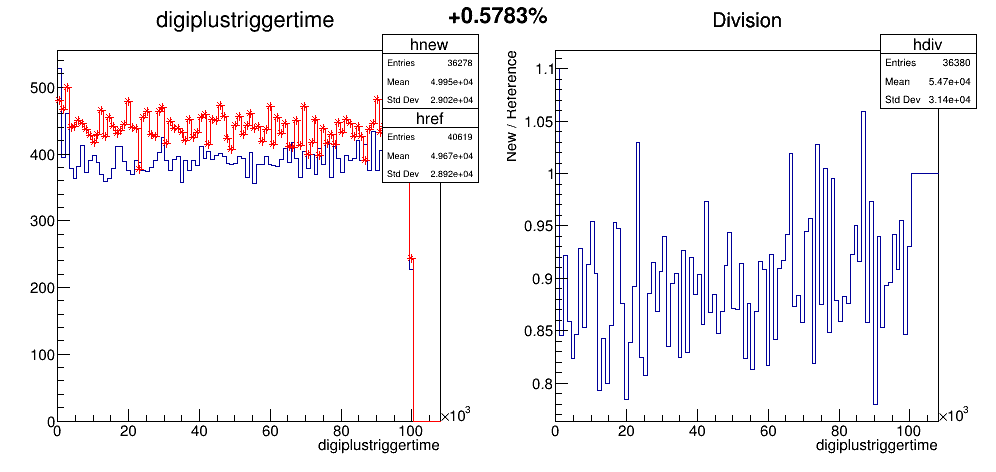 digiplustriggertime
+0.5783%
Division
hnew
Entries 36278
Mean 4.995e+04
Std Dev 2.902e+04
href
Entries 40619
Mean 4.967e+04
Std Dev 2.892e+04
500
400
300
200
100
0
0 20 40 60 80 100
×10³
digiplustriggertime
hdiv
Entries 36380
Mean 5.47e+04
Std Dev 3.14e+04
New / Reference
1.1
1.05
1
0.95
0.9
0.85
0.8
0 20 40 60 80 100
×10³
digiplustriggertime